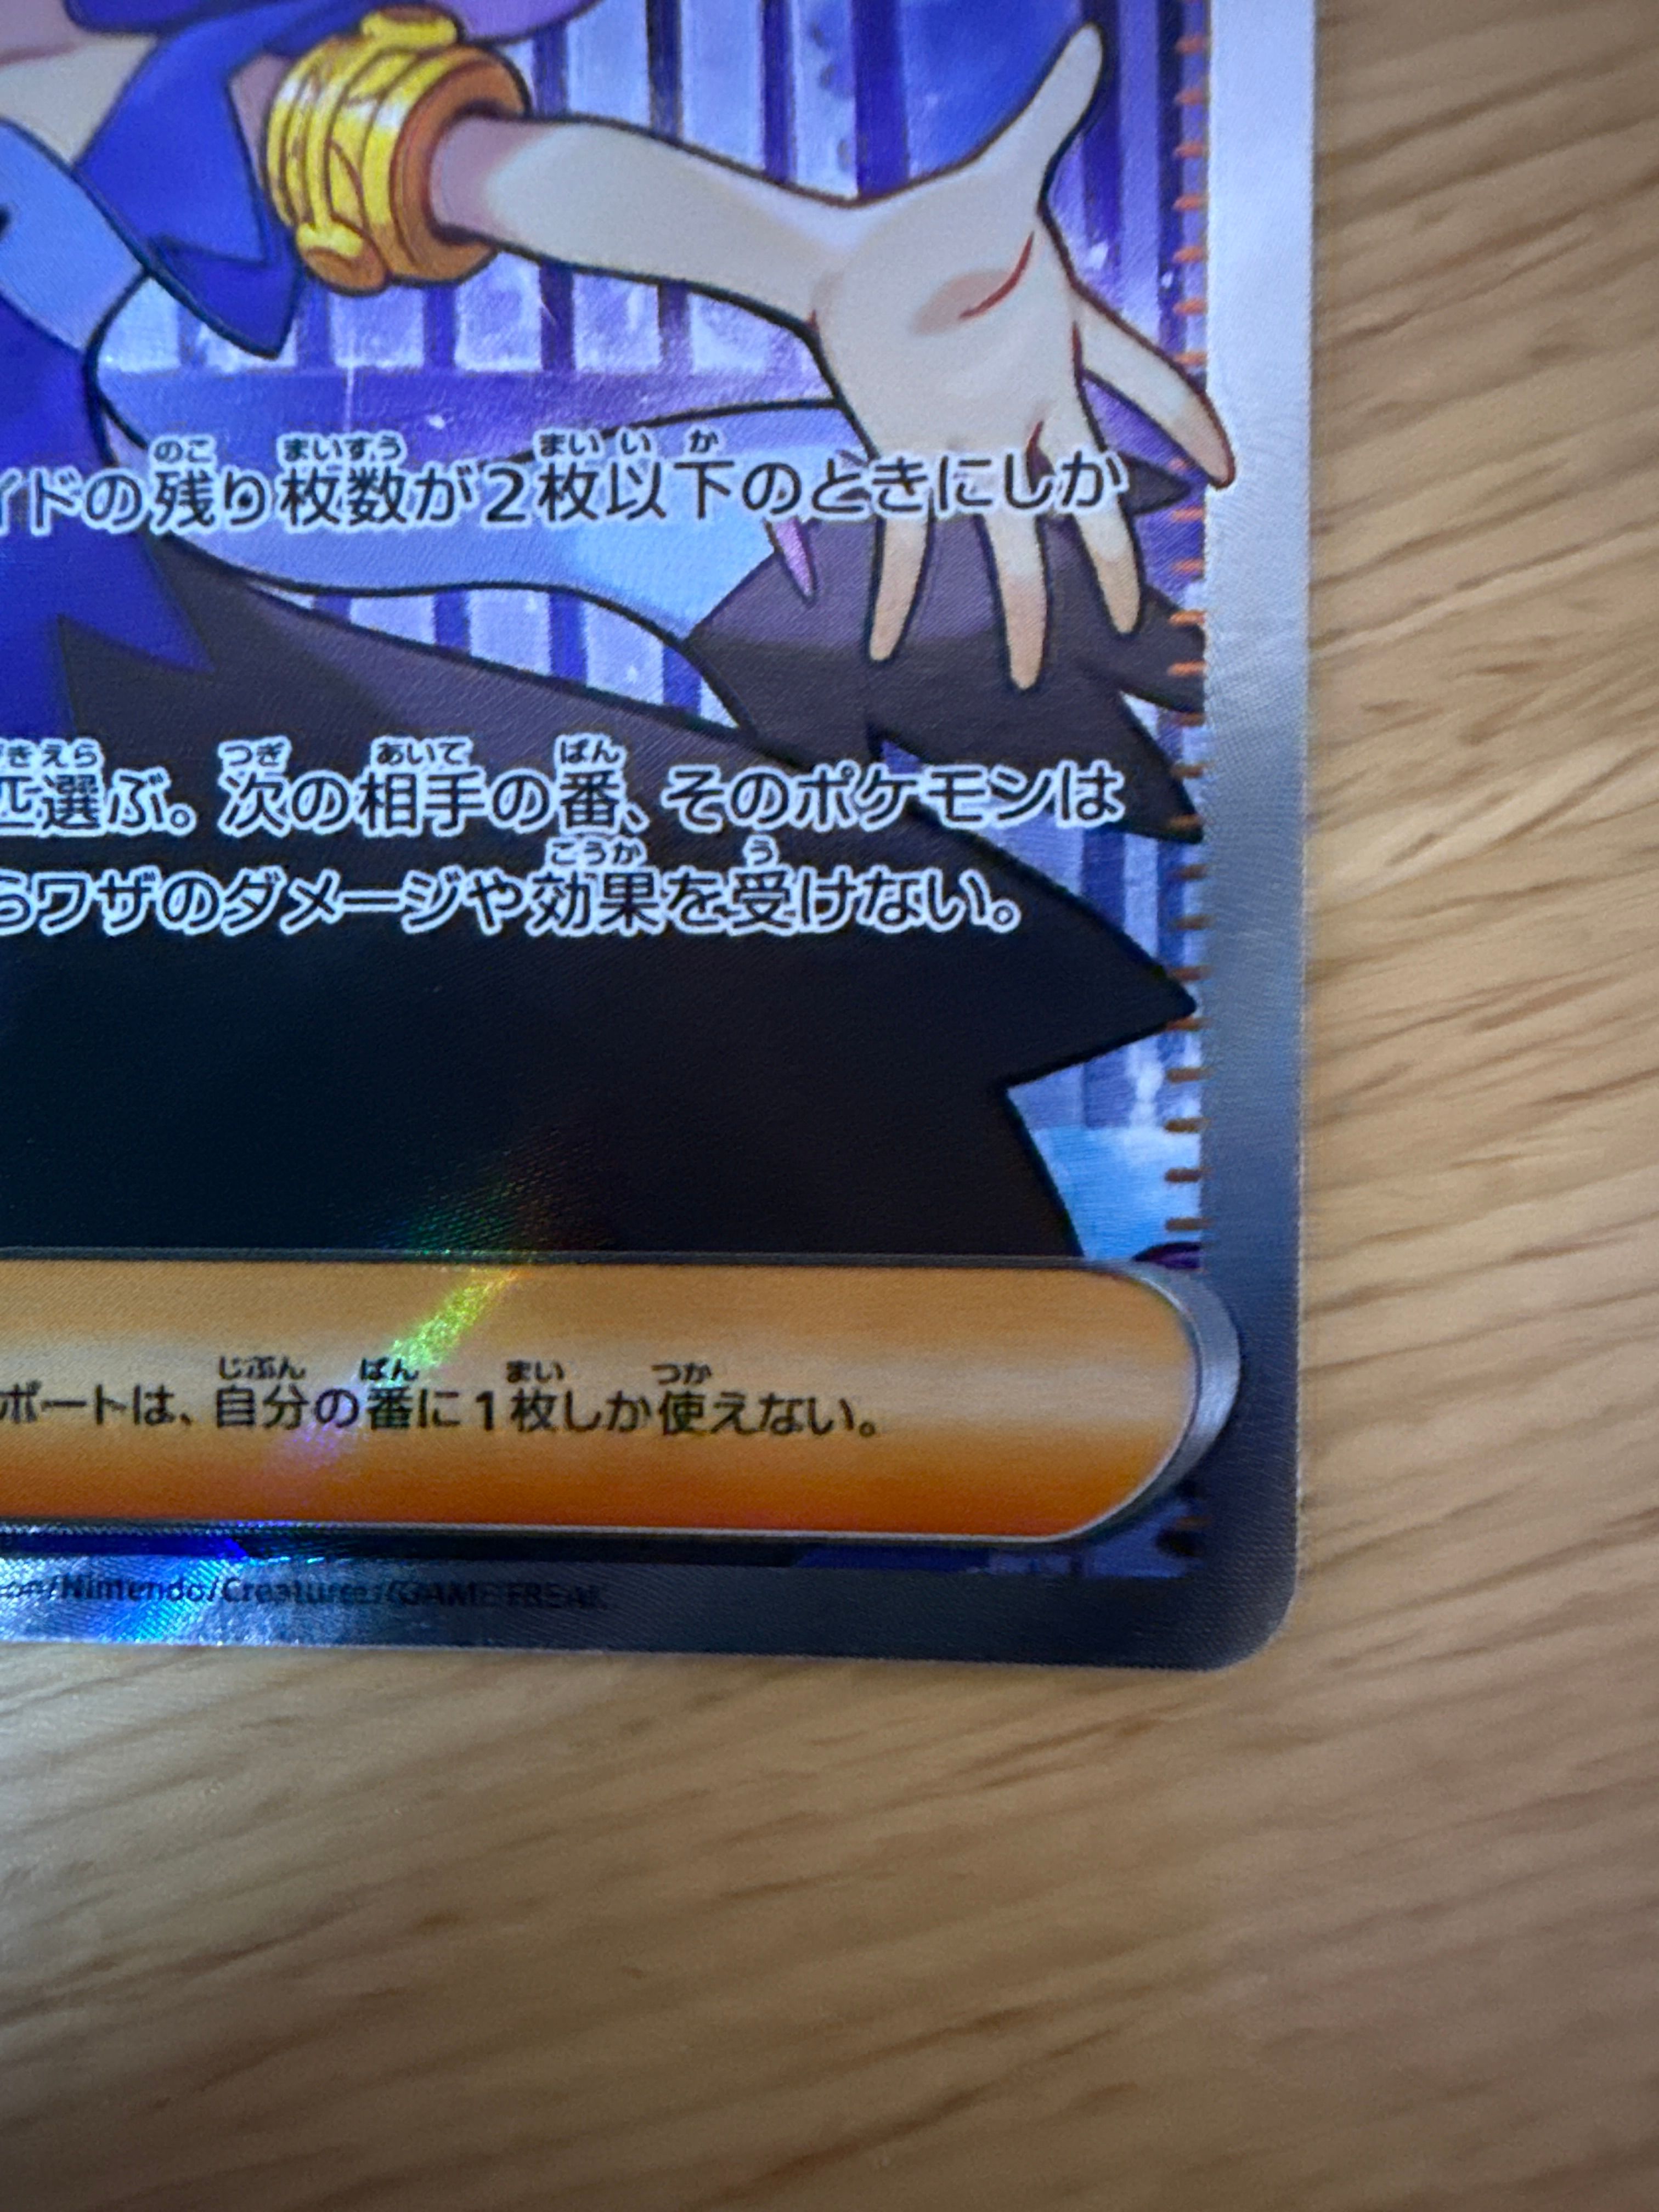 ドの残り枚数が2枚以下のときにしか
選ぶ。次の相手の番、そのポケモンは
らワザのダメージや効果を受けない。
ポートは、自分の番に1枚しか使えない。
/Nintendo/Creatures/GAME FREAK